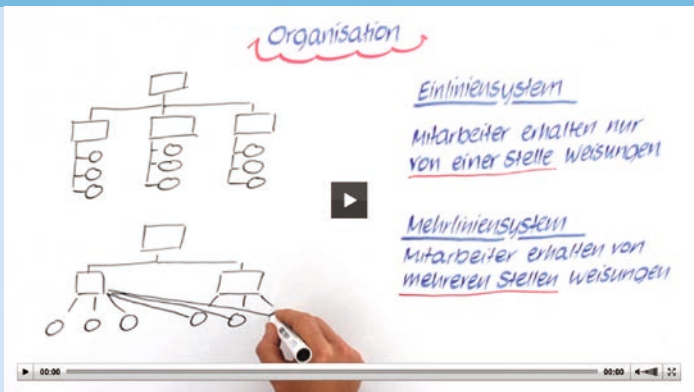 Organisation
Einliniensystem
Mitarbeiter erhalten nur
von einer Stelle Weisungen
Mehrliniensystem
Mitarbeiter erhalten von
mehreren Stellen Weisungen
00:00
00:00